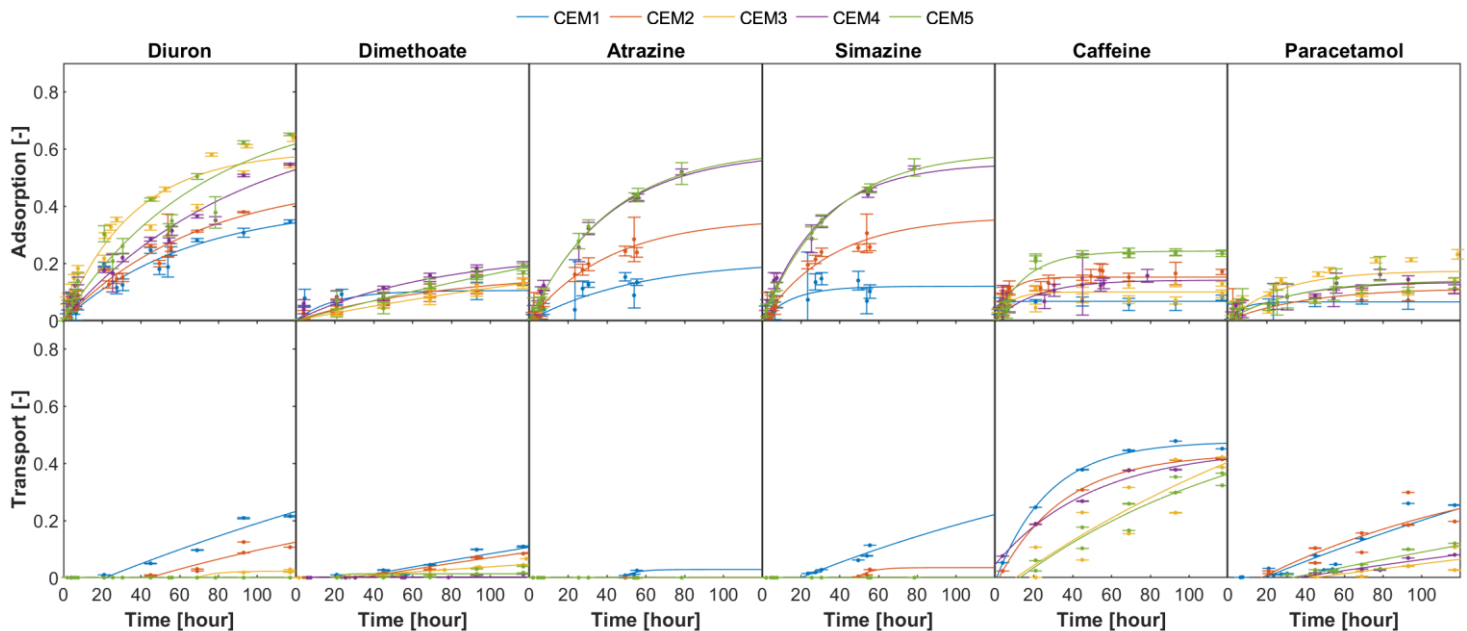 CEM1 CEM2 CEM3 CEM4 CEM5
Diuron Dimethoate Atrazine Simazine Caffeine Paracetamol
Adsorption [-]
0.8
0.6
0.4
0.2
0
Transport [-]
0.8
0.6
0.4
0.2
0
0 20 40 60 80 100 0 20 40 60 80 100 0 20 40 60 80 100 0 20 40 60 80 100 0 20 40 60 80 100 0 20 40 60 80 100
Time [hour] Time [hour] Time [hour] Time [hour] Time [hour] Time [hour]